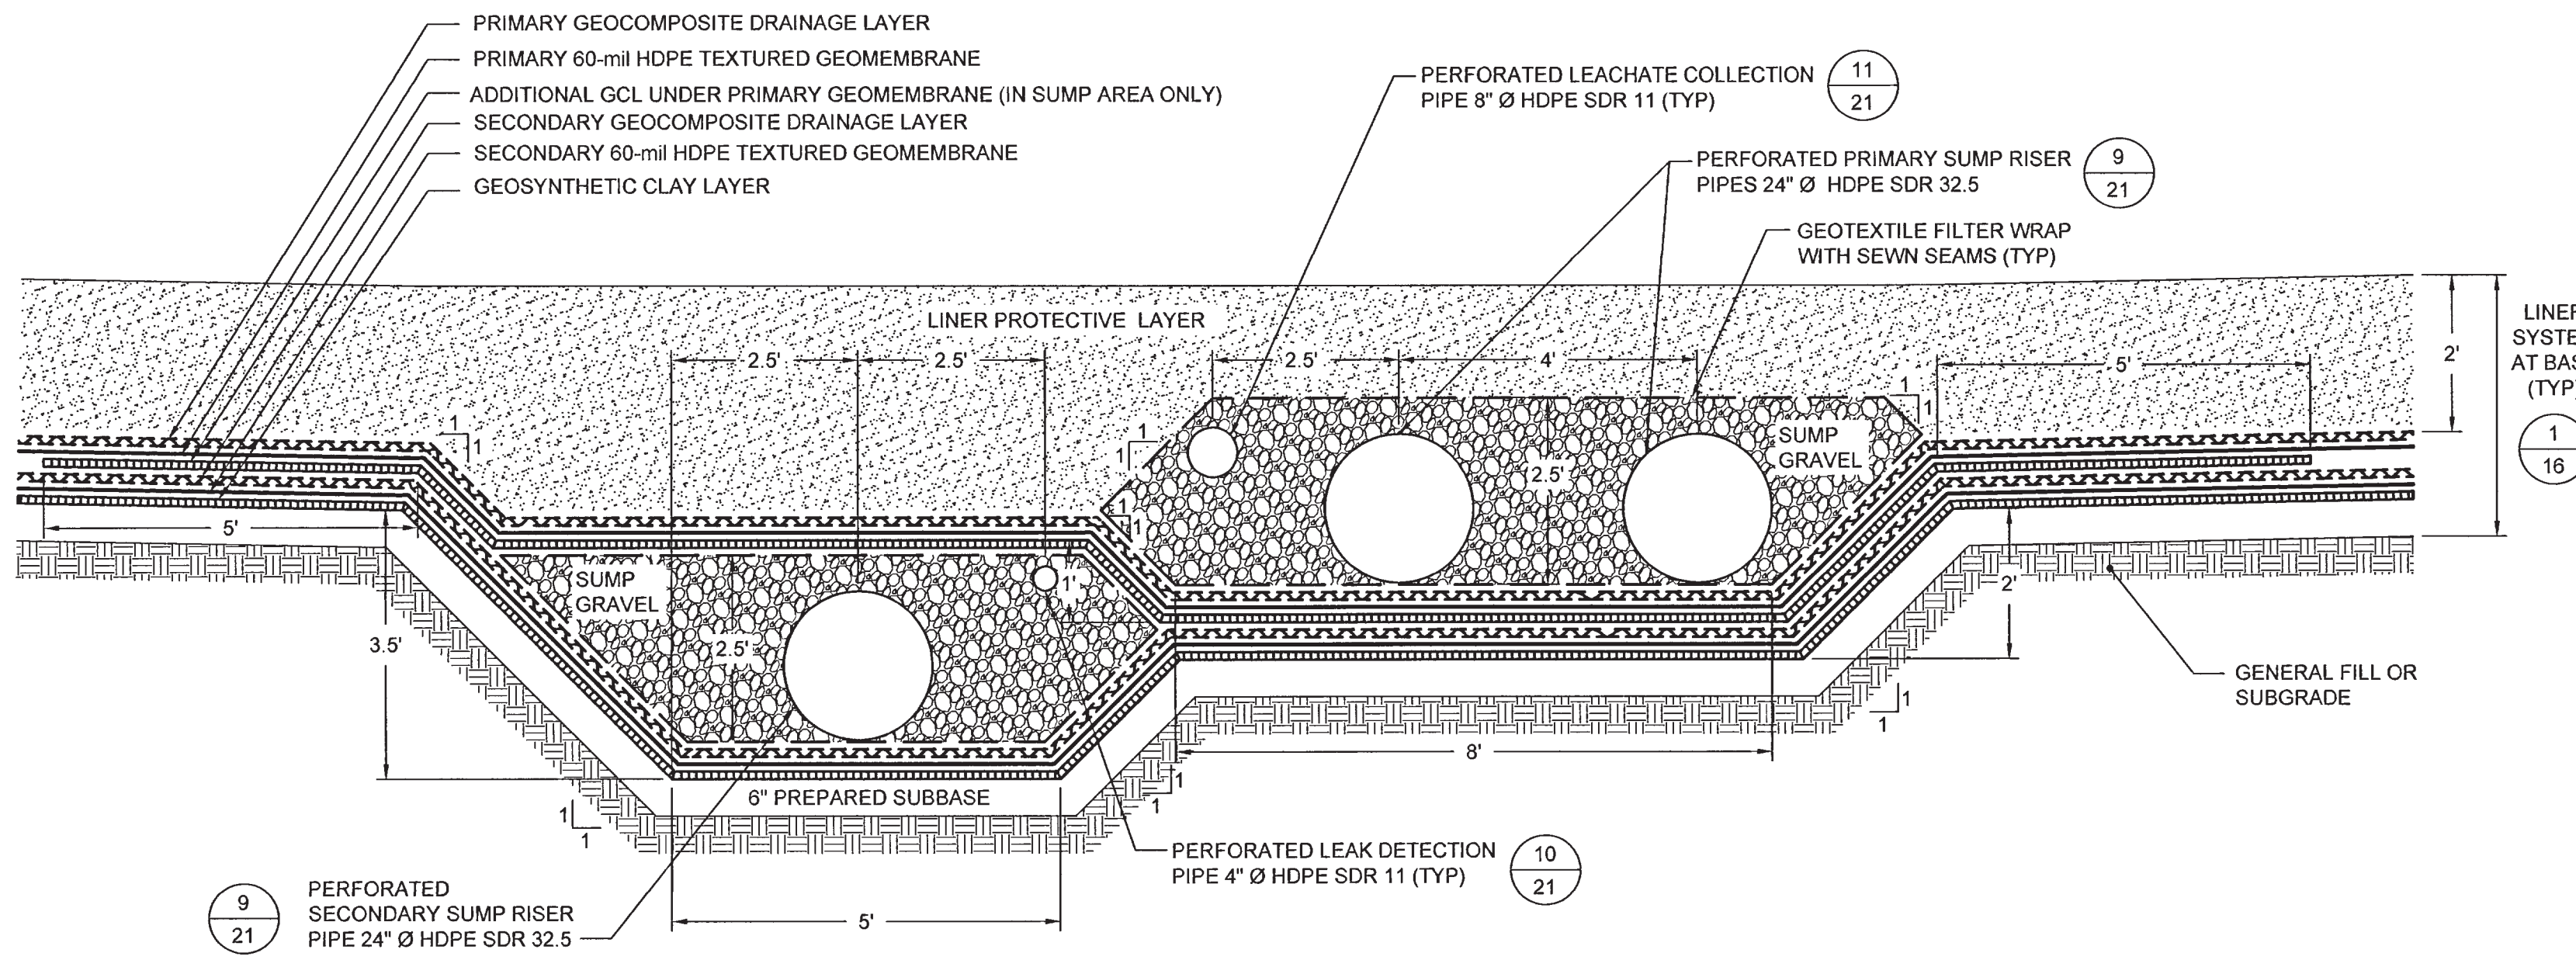 PRIMARY GEOCOMPOSITE DRAINAGE LAYER
PRIMARY 60-mil HDPE TEXTURED GEOMEMBRANE
ADDITIONAL GCL UNDER PRIMARY GEOMEMBRANE (IN SUMP AREA ONLY)
SECONDARY GEOCOMPOSITE DRAINAGE LAYER
SECONDARY 60-mil HDPE TEXTURED GEOMEMBRANE
GEOSYNTHETIC CLAY LAYER
PERFORATED LEACHATE COLLECTION
PIPE 8" Ø HDPE SDR 11 (TYP)
11
21
PERFORATED PRIMARY SUMP RISER
PIPES 24" Ø HDPE SDR 32.5
9
21
GEOTEXTILE FILTER WRAP
WITH SEWN SEAMS (TYP)
LINER PROTECTIVE LAYER
2.5'
2.5'
2.5'
4'
5'
2'
LINER
SYSTE
AT BAS
(TYP
1
16
1
1
1
1
1
1
1
1
SUMP
GRAVEL
2.5'
5'
SUMP
GRAVEL
1'
2.5'
3.5'
2'
GENERAL FILL OR
SUBGRADE
1
1
8'
1
1
6" PREPARED SUBBASE
1
1
PERFORATED LEAK DETECTION
PIPE 4" Ø HDPE SDR 11 (TYP)
10
21
9
21
PERFORATED
SECONDARY SUMP RISER
PIPE 24" Ø HDPE SDR 32.5
5'